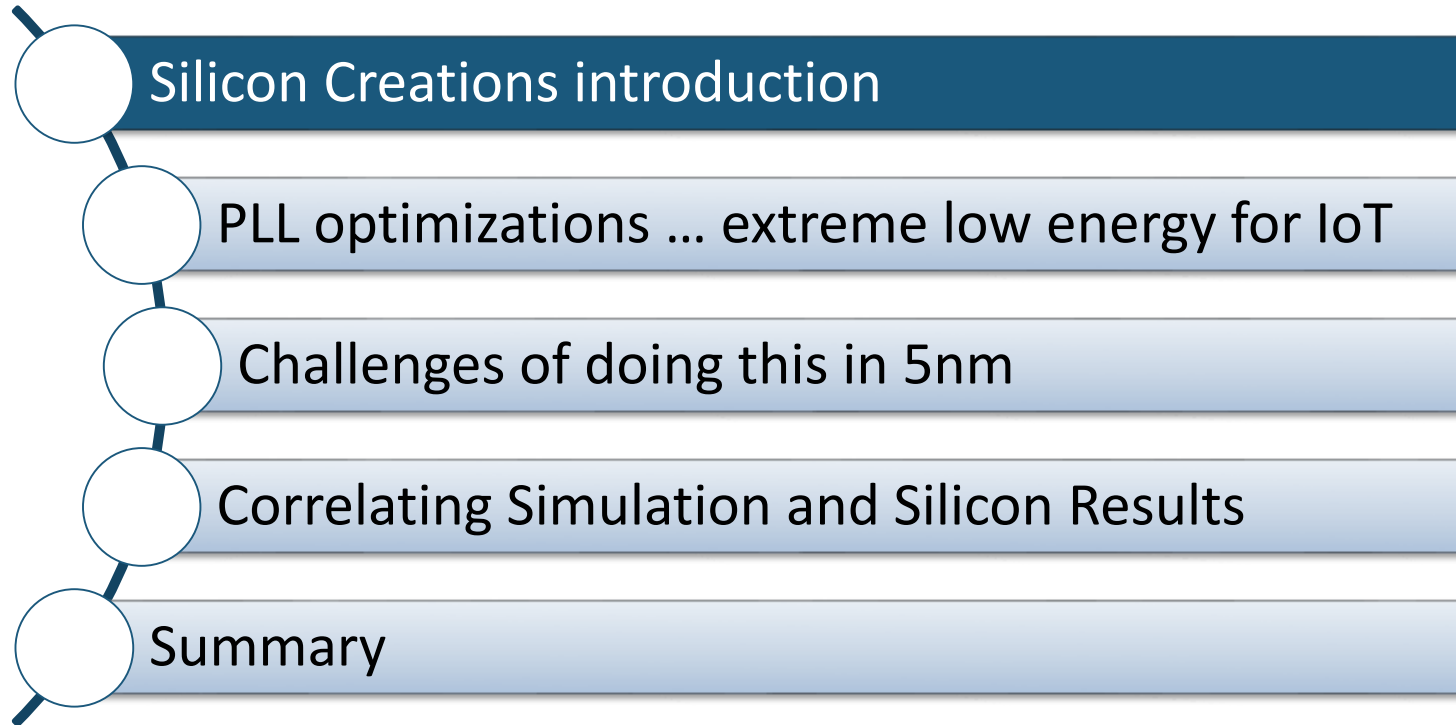 Silicon Creations introduction
PLL optimizations ... extreme low energy for IoT
Challenges of doing this in 5nm
Correlating Simulation and Silicon Results
Summary